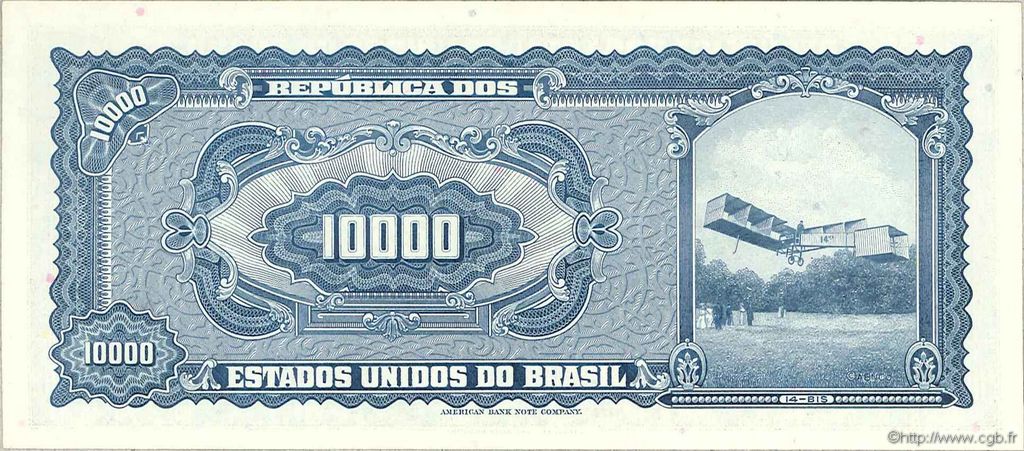 10000
REPÚBLICA DOS
10000
14 BIS
10000
ESTADOS UNIDOS DO BRASIL
14-BIS
AMERICAN BANK NOTE COMPANY.
©http://www.cgb.fr